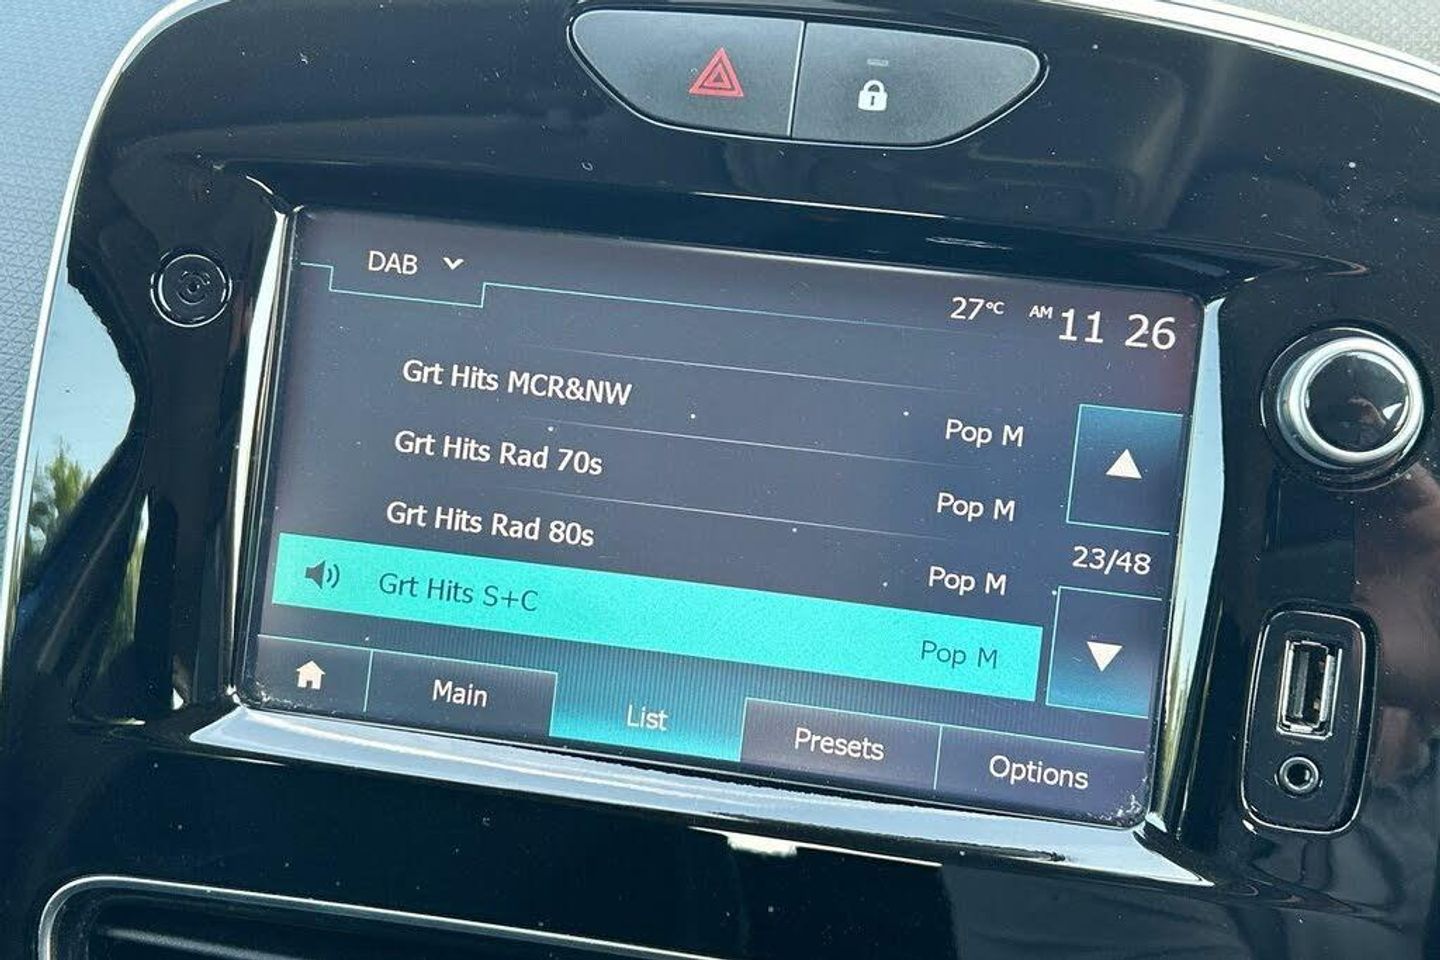 DAB
27°C AM 11 26
Grt Hits MCR&NW Pop M
Grt Hits Rad 70s Pop M
Grt Hits Rad 80s Pop M
Grt Hits S+C Pop M
23/48
Main List Presets Options